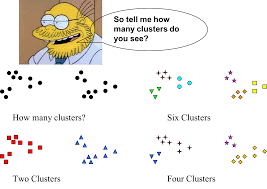 So tell me how
many clusters do
you see?
How many clusters?
Six Clusters
Two Clusters
Four Clusters